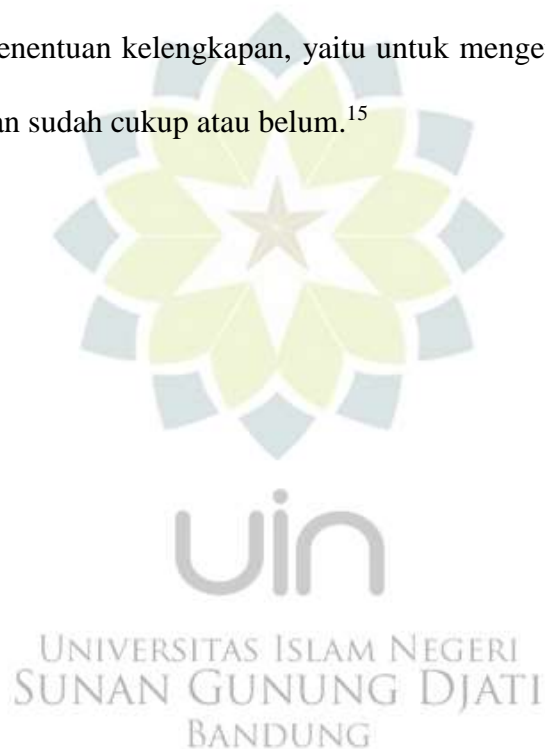 enentuan kelengkapan, yaitu untuk menge
an sudah cukup atau belum.15
uin
UNIVERSITAS ISLAM NEGERI
SUNAN GUNUNG DJATI
BANDUNG